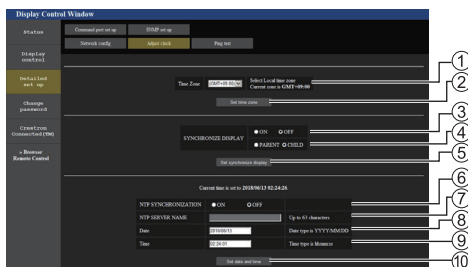 Display Control Window
Status
Display control
Detailed set up
Change password
Crestron Connected(TM)
» Browser Remote Control
Command port set up
SNMP set up
Network config
Adjust clock
Ping test
Time Zone
GMT+09:00
Select Local time zone
Current zone is GMT+09:00
Set time zone
SYNCHRONIZE DISPLAY
ON OFF
PARENT CHILD
Set synchronize display
Current time is set to 2018/06/13 02:24:26
NTP SYNCHRONIZATION
ON OFF
NTP SERVER NAME
Up to 63 characters
Date
2018/06/13
Date type is YYYY/MM/DD
Time
02:24:01
Time type is hh:mm:ss
Set date and time
1
2
3
4
5
6
7
8
9
10